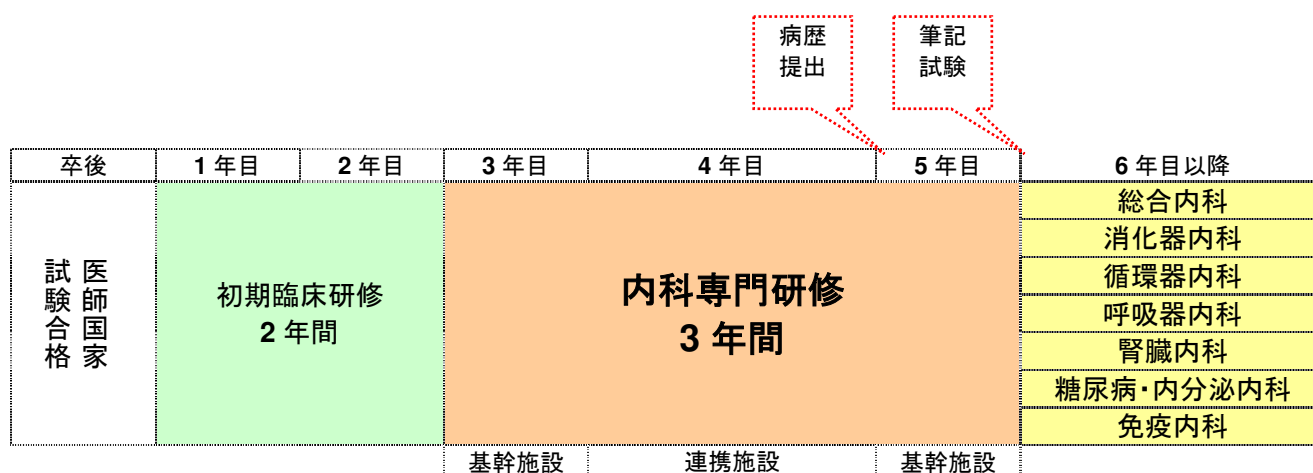 病歴
提出
筆記
試験
卒後 1年目 2年目 3年目 4年目 5年目 6年目以降
医師国家
試験合格
初期臨床研修
2年間
内科専門研修
3年間
総合内科
消化器内科
循環器内科
呼吸器内科
腎臓内科
糖尿病・内分泌内科
免疫内科
基幹施設 連携施設 基幹施設